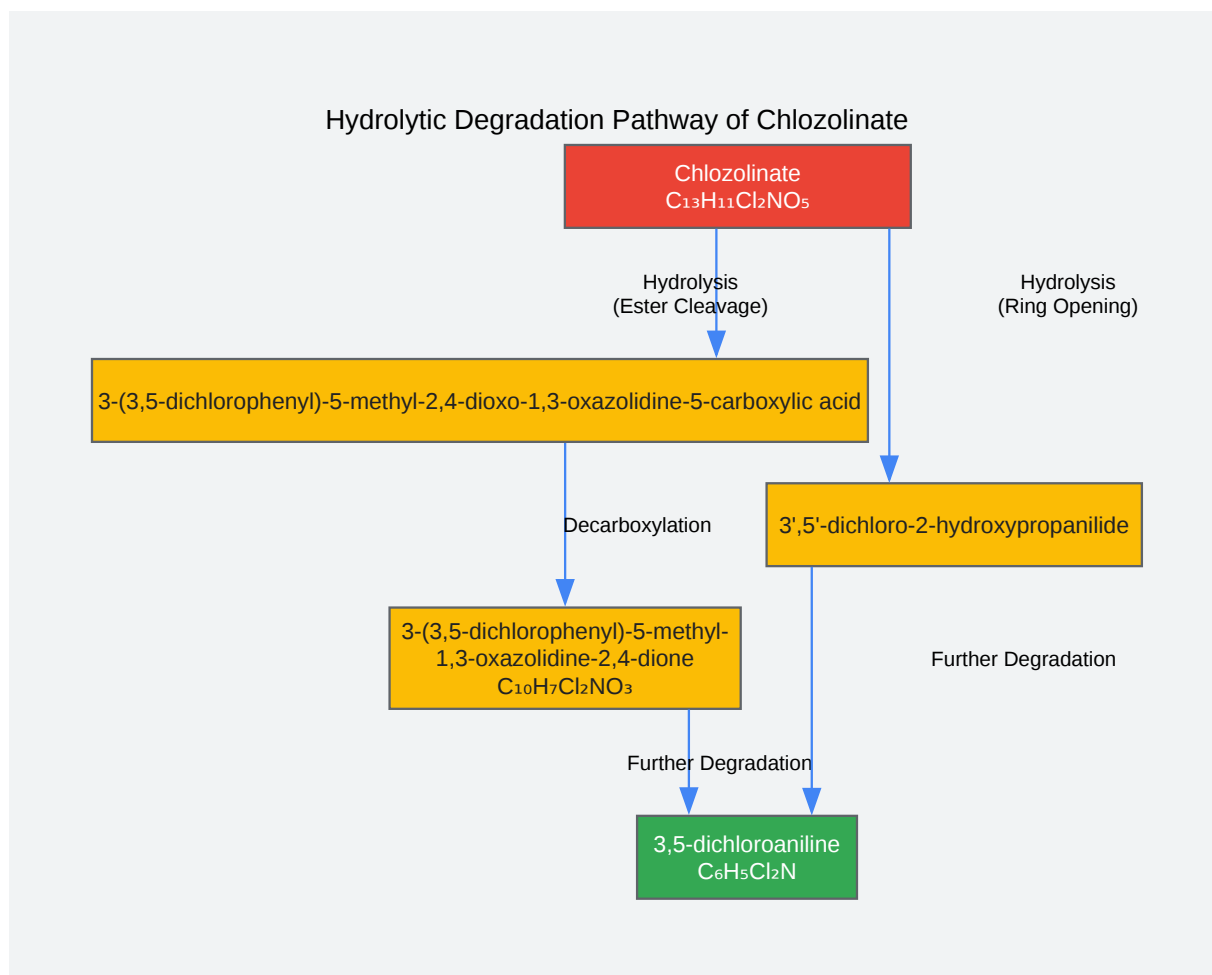 Hydrolytic Degradation Pathway of Chlozolinate
Chlozolinate
C₁₃H₁₁Cl₂NO₅
Hydrolysis
(Ester Cleavage)
Hydrolysis
(Ring Opening)
3-(3,5-dichlorophenyl)-5-methyl-2,4-dioxo-1,3-oxazolidine-5-carboxylic acid
Decarboxylation
3',5'-dichloro-2-hydroxypropanilide
3-(3,5-dichlorophenyl)-5-methyl-
1,3-oxazolidine-2,4-dione
C₁₀H₇Cl₂NO₃
Further Degradation
Further Degradation
3,5-dichloroaniline
C₆H₅Cl₂N